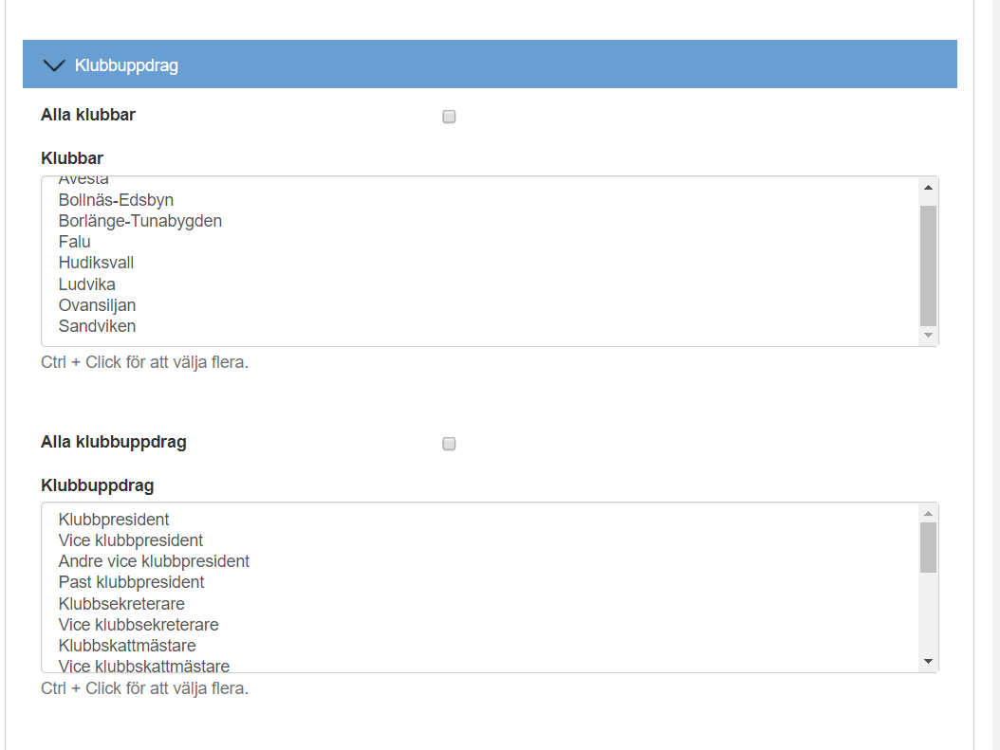 Klubbuppdrag
Alla klubbar
Klubbar
Avesta
Bollnäs-Edsbyn
Borlänge-Tunabygden
Falu
Hudiksvall
Ludvika
Ovansiljan
Sandviken
Ctrl + Click för att välja flera.
Alla klubbuppdrag
Klubbuppdrag
Klubbpresident
Vice klubbpresident
Andre vice klubbpresident
Past klubbpresident
Klubbsekreterare
Vice klubbsekreterare
Klubbskattmästare
Vice klubbskattmästare
Ctrl + Click för att välja flera.